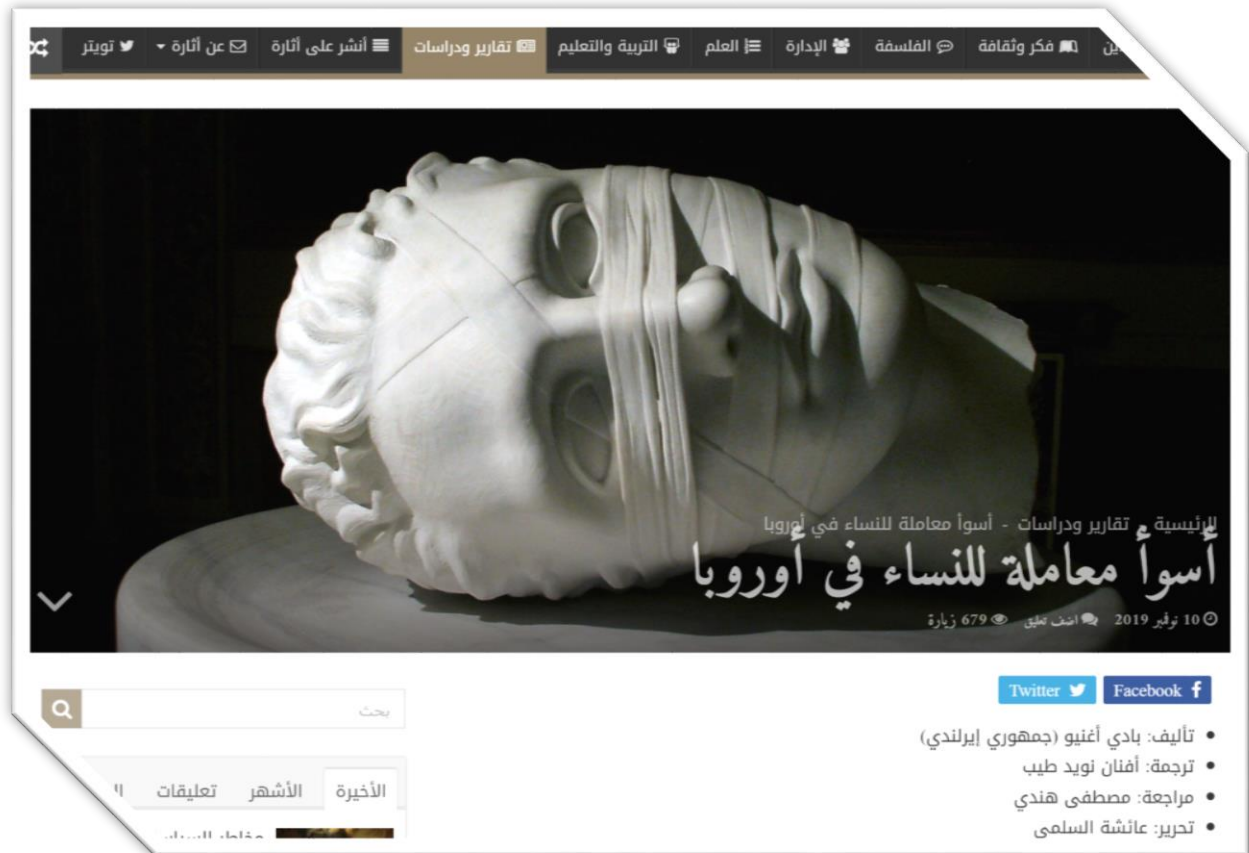 فكر وثقافة الفلسفة الإدارة العلم التربية والتعليم تقارير ودراسات أنشر على أثارة عن أثارة تويتر
الرئيسية - تقارير ودراسات - أسوأ معاملة للنساء في أوروبا
أسوأ معاملة للنساء في أوروبا
10 نوفمبر 2019 اضف تعليق 679 زيارة
Facebook Twitter
بحث
تأليف: بادي أغنيو (جمهوري إيرلندي)
ترجمة: أفنان نويد طيب
مراجعة: مصطفى هندي
تحرير: عائشة السلمي
الأخيرة الأشهر تعليقات